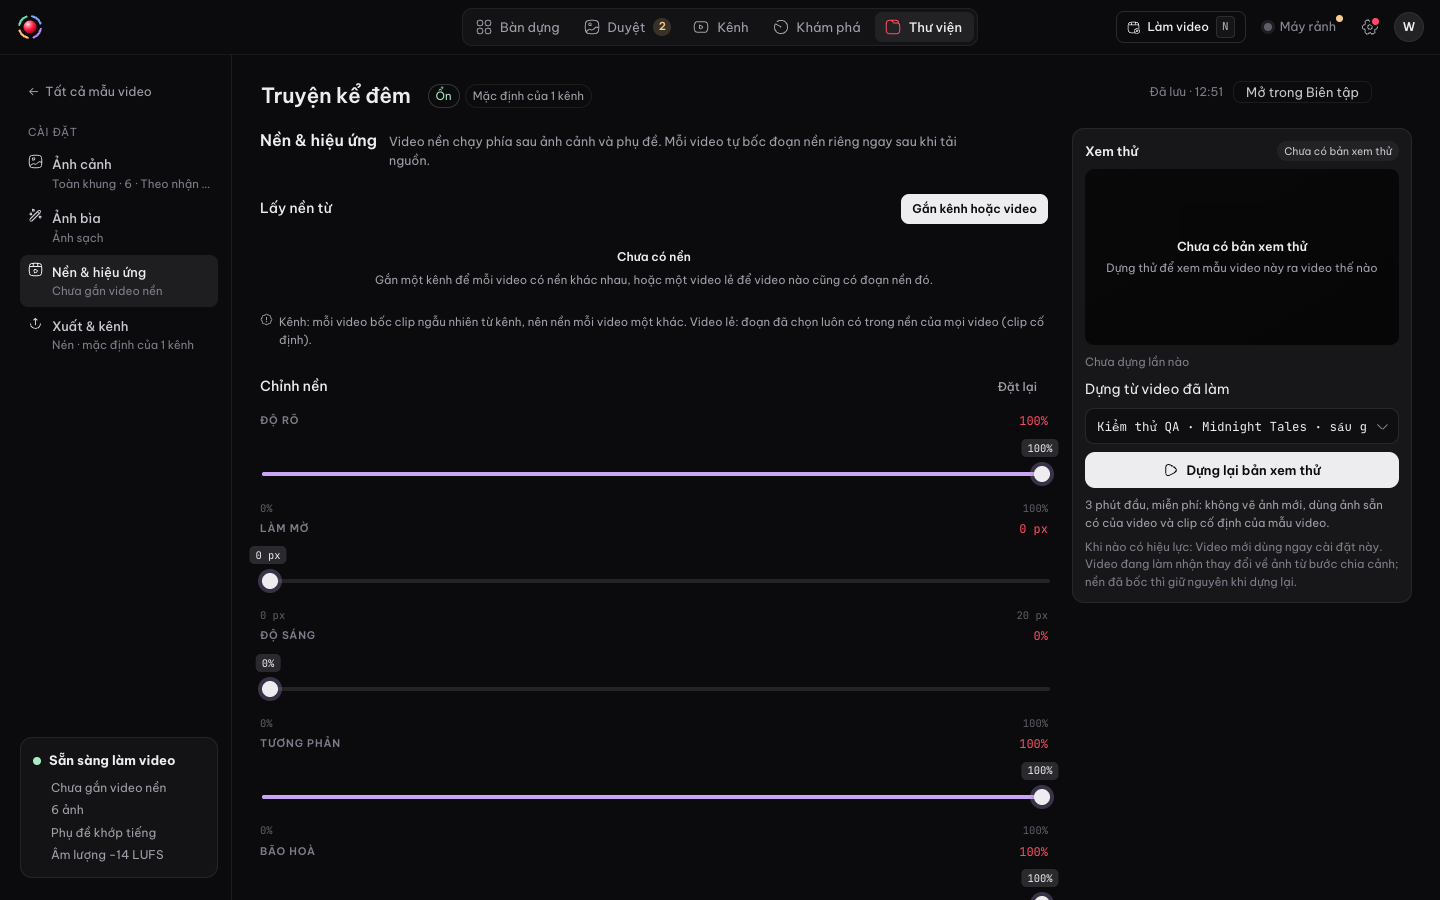 Bàn dựng
Duyệt 2
Kênh
Khám phá
Thư viện
Làm video N
Máy rảnh
W
← Tất cả mẫu video
CÀI ĐẶT
Ảnh cảnh
Toàn khung · 6 · Theo nhận ...
Ảnh bìa
Ảnh sạch
Nền & hiệu ứng
Chưa gắn video nền
Xuất & kênh
Nén · mặc định của 1 kênh
Sẵn sàng làm video
Chưa gắn video nền
6 ảnh
Phụ đề khớp tiếng
Âm lượng -14 LUFS
Truyện kể đêm
Ổn
Mặc định của 1 kênh
Đã lưu · 12:51
Mở trong Biên tập
Nền & hiệu ứng
Video nền chạy phía sau ảnh cảnh và phụ đề. Mỗi video tự bốc đoạn nền riêng ngay sau khi tải
nguồn.
Lấy nền từ
Gắn kênh hoặc video
Chưa có nền
Gắn một kênh để mỗi video có nền khác nhau, hoặc một video lẻ để video nào cũng có đoạn nền đó.
Kênh: mỗi video bốc clip ngẫu nhiên từ kênh, nên nền mỗi video một khác. Video lẻ: đoạn đã chọn luôn có trong nền của mọi video (clip cố
định).
Chỉnh nền
Đặt lại
ĐỘ RÕ
100%
100%
0%
100%
LÀM MỜ
0 px
0 px
0 px
20 px
ĐỘ SÁNG
0%
0%
0%
100%
TƯƠNG PHẢN
100%
100%
0%
100%
BÃO HOÀ
100%
100%
Xem thử
Chưa có bản xem thử
Chưa có bản xem thử
Dựng thử để xem mẫu video này ra video thế nào
Chưa dựng lần nào
Dựng từ video đã làm
Kiểm thử QA · Midnight Tales · sáu g
Dựng lại bản xem thử
3 phút đầu, miễn phí: không vẽ ảnh mới, dùng ảnh sẵn
có của video và clip cố định của mẫu video.
Khi nào có hiệu lực: Video mới dùng ngay cài đặt này.
Video đang làm nhận thay đổi về ảnh từ bước chia cảnh;
nền đã bốc thì giữ nguyên khi dựng lại.